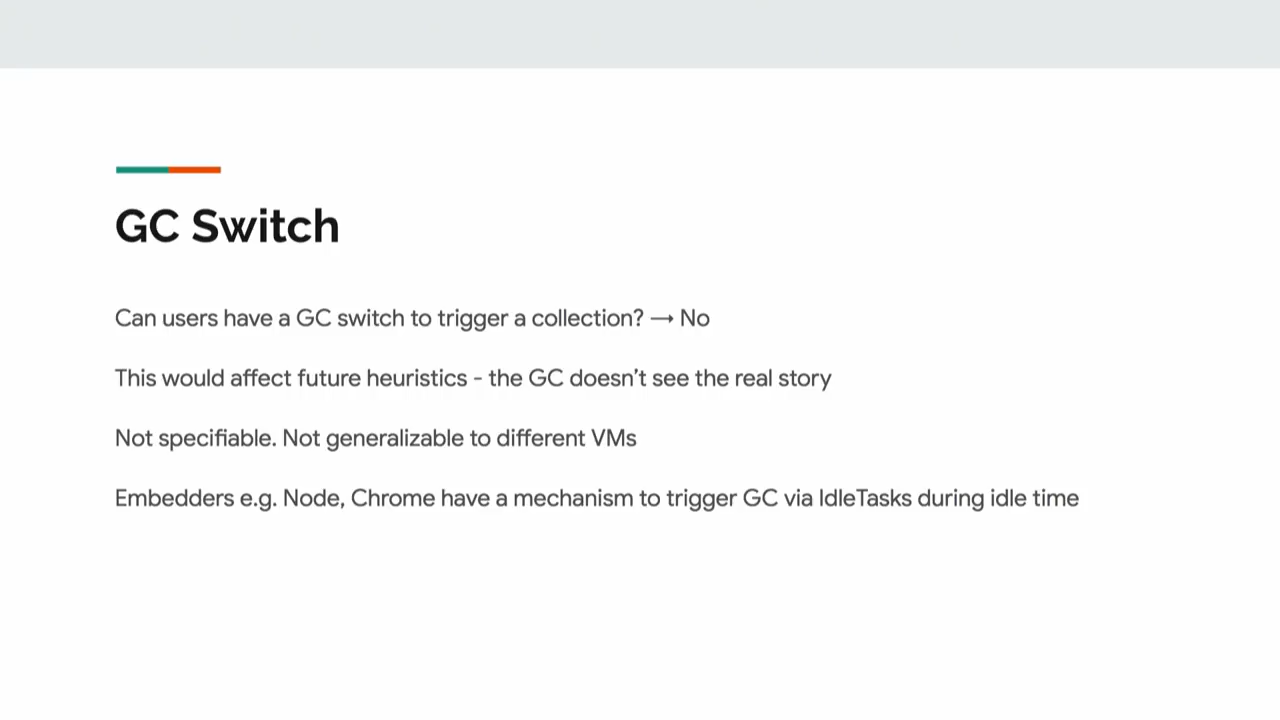 GC Switch
Can users have a GC switch to trigger a collection? → No
This would affect future heuristics - the GC doesn’t see the real story
Not specifiable. Not generalizable to different VMs
Embedders e.g. Node, Chrome have a mechanism to trigger GC via IdleTasks during idle time